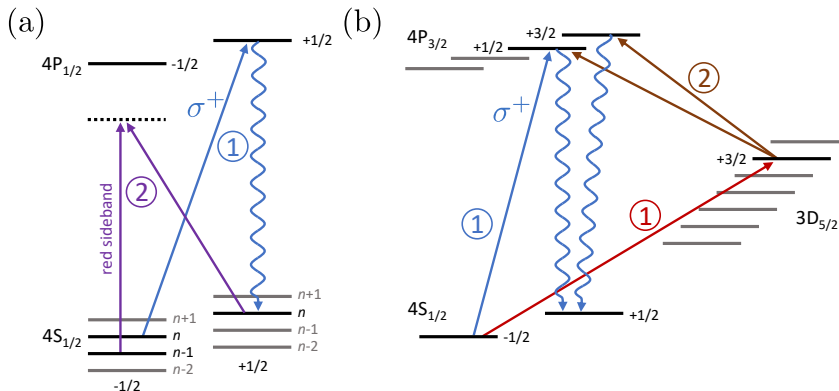 (a)
+1/2
4P1/2
-1/2
σ+
1
2
red sideband
n+1
n
n-1
n-2
4S1/2
-1/2
n+1
n
n-1
n-2
+1/2
(b)
4P3/2
+1/2
+3/2
σ+
2
1
1
+3/2
3D5/2
4S1/2
-1/2
+1/2